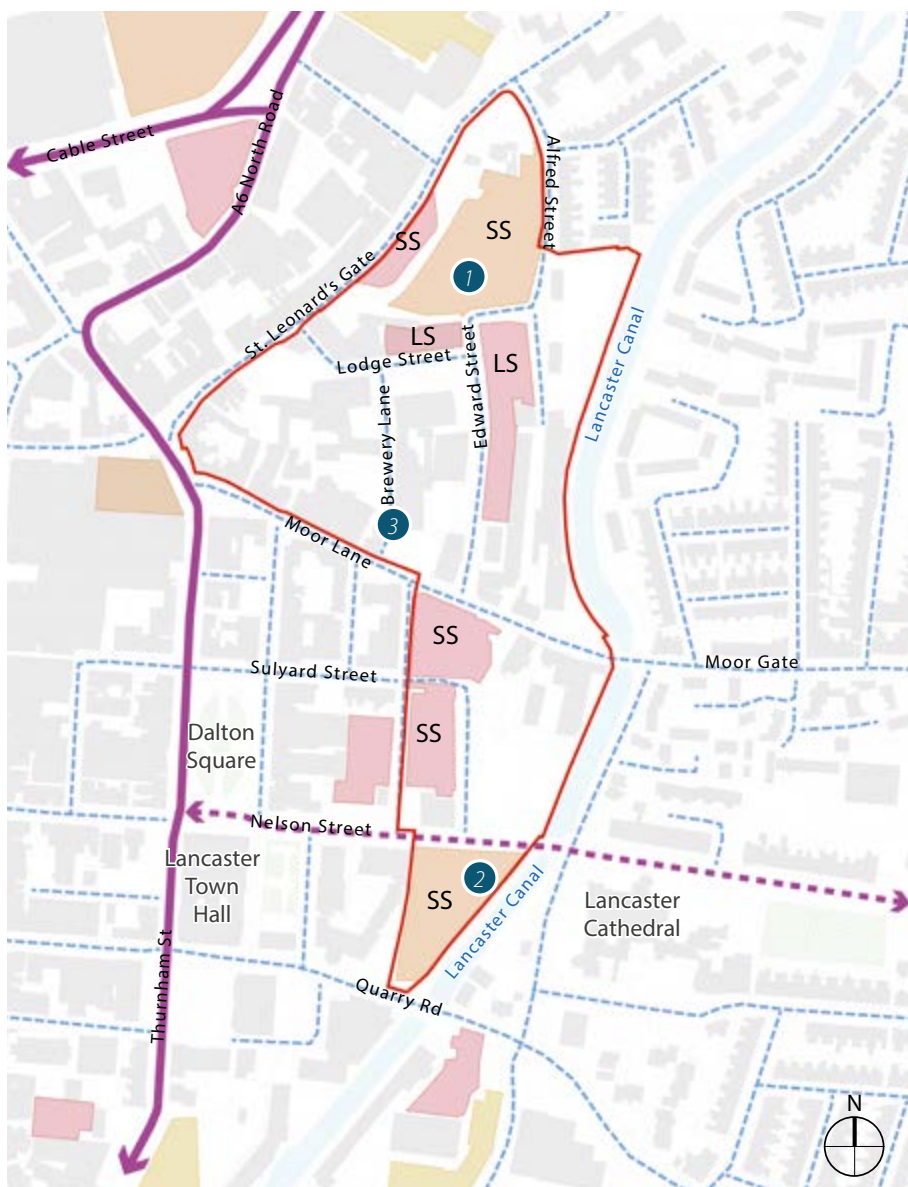 Cable Street
A6 North Road
Alfred Street
SS
SS
1
St. Leonard's Gate
LS
Lodge Street
LS
Edward Street
Lancaster Canal
Brewery Lane
3
Moor Lane
SS
Moor Gate
Sulyard Street
SS
Dalton
Square
Nelson Street
Lancaster
Town
Hall
2
SS
Lancaster Canal
Lancaster
Cathedral
Thurnham St
Quarry Rd
N